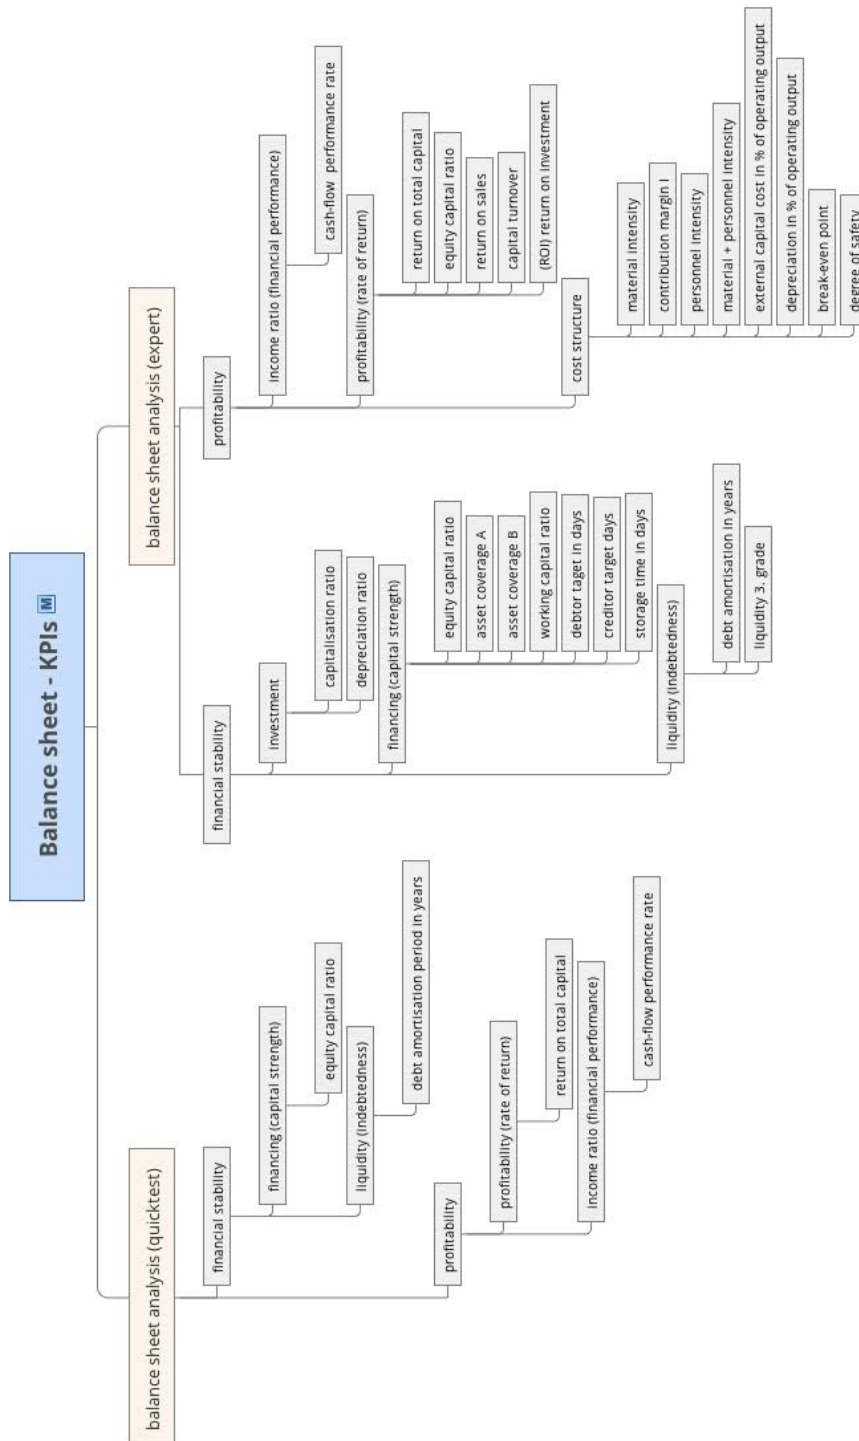 Balance sheet - KPIs M
balance sheet analysis (quicktest)
financial stability
financing (capital strength)
equity capital ratio
liquidity (indebtedness)
debt amortisation period in years
profitability
profitability (rate of return)
return on total capital
income ratio (financial performance)
cash-flow performance rate
balance sheet analysis (expert)
financial stability
investment
capitalisation ratio
depreciation ratio
financing (capital strength)
equity capital ratio
asset coverage A
asset coverage B
working capital ratio
debtor taget in days
creditor target days
storage time in days
liquidity (indebtedness)
debt amortisation in years
liquidity 3. grade
profitability
income ratio (financial performance)
cash-flow performance rate
profitability (rate of return)
return on total capital
equity capital ratio
return on sales
capital turnover
(ROI) return on investment
cost structure
material intensity
contribution margin I
personnel intensity
material + personnel intensity
external capital cost in % of operating output
depreciation in % of operating output
break-even point
degree of safety